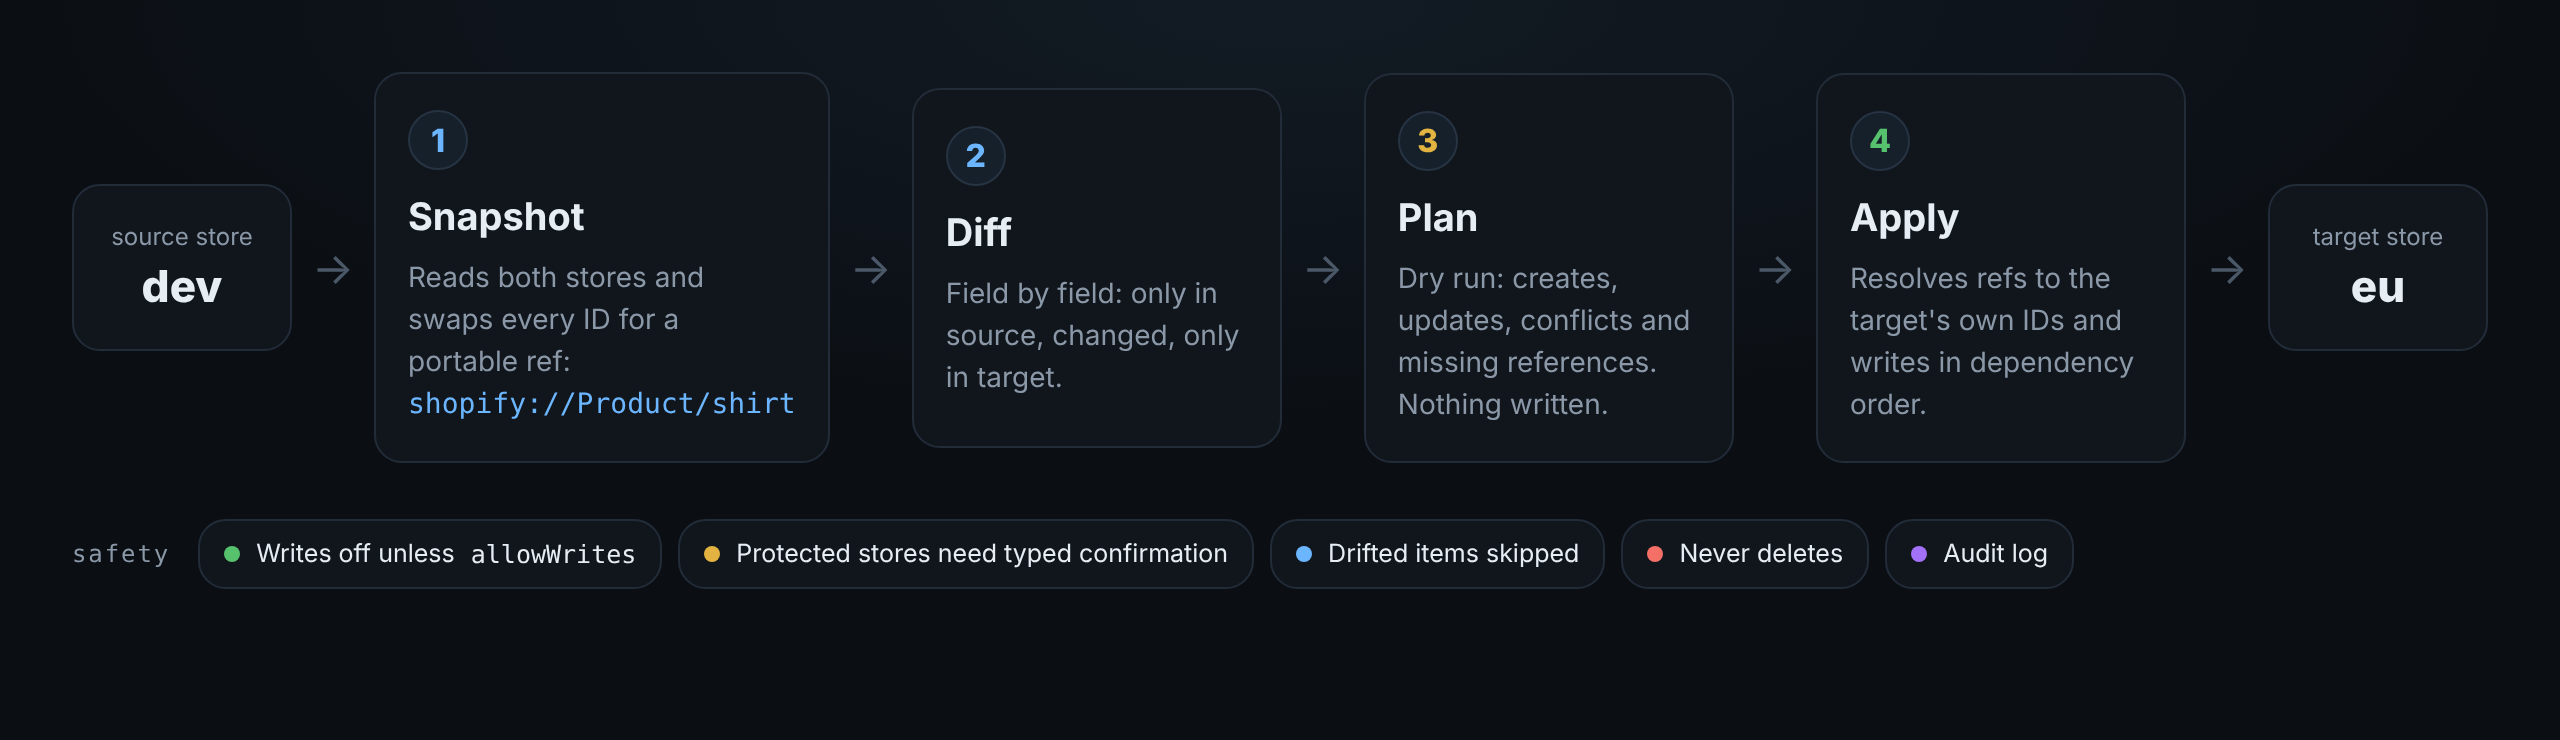 source store
dev
1
Snapshot
Reads both stores and
swaps every ID for a
portable ref:
shopify://Product/shirt
2
Diff
Field by field: only in
source, changed, only
in target.
3
Plan
Dry run: creates,
updates, conflicts and
missing references.
Nothing written.
4
Apply
Resolves refs to the
target's own IDs and
writes in dependency
order.
target store
eu
safety
Writes off unless allowWrites
Protected stores need typed confirmation
Drifted items skipped
Never deletes
Audit log